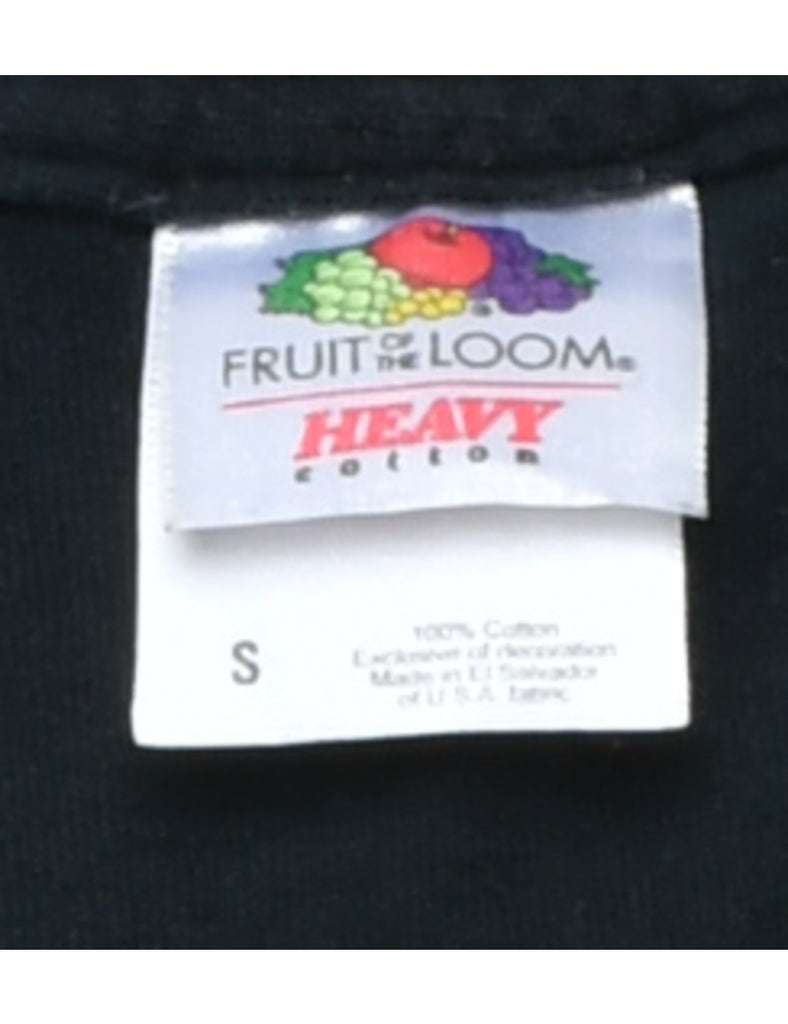 FRUIT OF THE LOOM®
HEAVY
cotton
S
100% Cotton
Exclusive of decoration
Made in El Salvador
of U.S.A. fabric